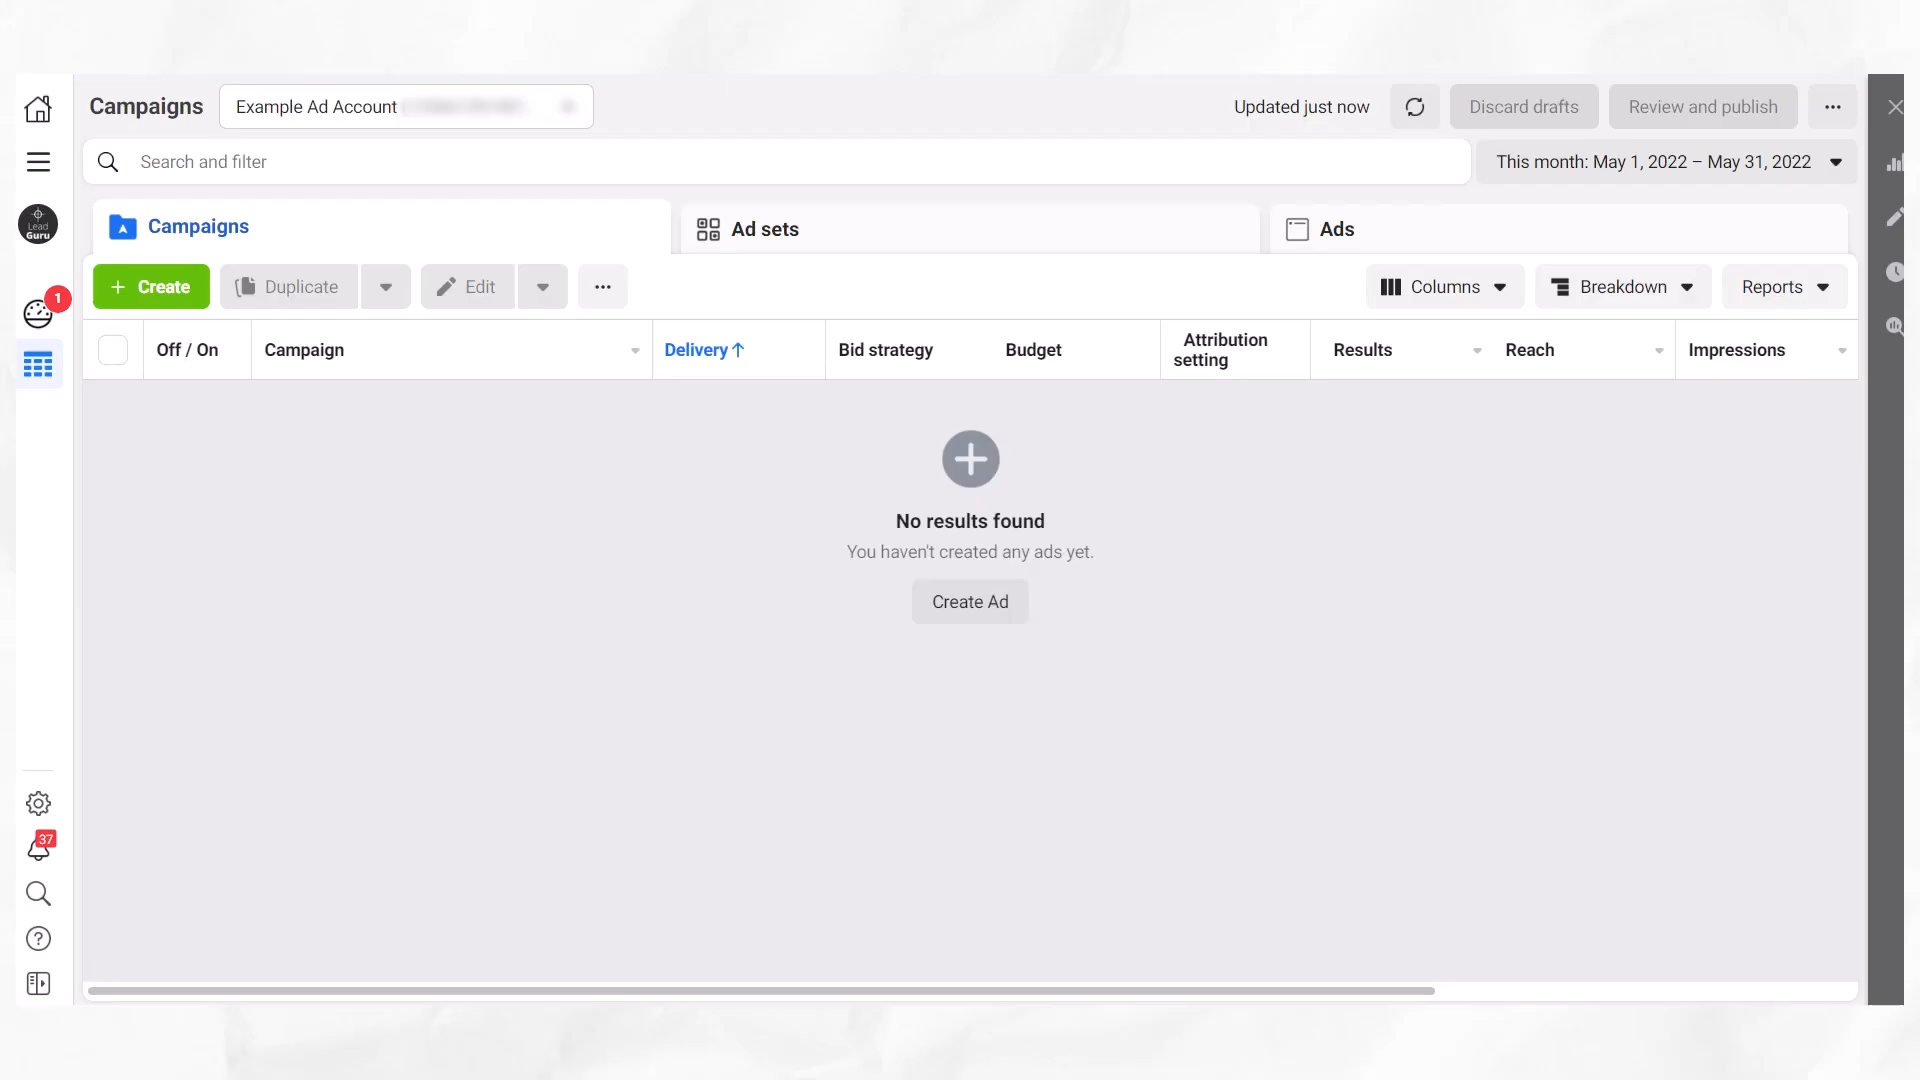 Campaigns
Example Ad Account
Updated just now
Discard drafts
Review and publish
Search and filter
This month: May 1, 2022 – May 31, 2022
Lead
Guru
Campaigns
Ad sets
Ads
1
+ Create
Duplicate
Edit
Columns
Breakdown
Reports
Off / On
Campaign
Delivery↑
Bid strategy
Budget
Attribution
setting
Results
Reach
Impressions
No results found
You haven't created any ads yet.
Create Ad
37